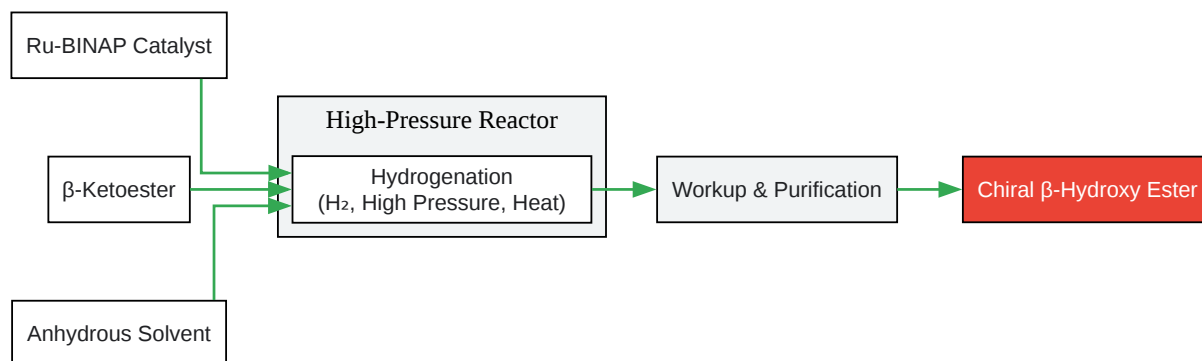 Ru-BINAP Catalyst
High-Pressure Reactor
β-Ketoester
Hydrogenation
(H₂, High Pressure, Heat)
Workup & Purification
Chiral β-Hydroxy Ester
Anhydrous Solvent